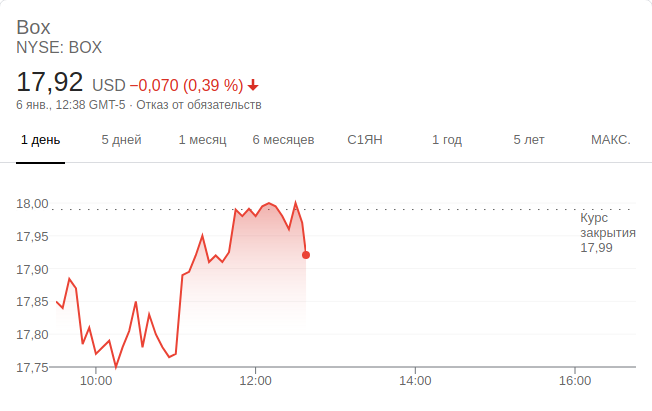 Box
NYSE: BOX
17,92 USD −0,070 (0,39 %)
6 янв., 12:38 GMT-5 · Отказ от обязательств
1 день 5 дней 1 месяц 6 месяцев С1ЯН 1 год 5 лет МАКС.
18,00
Курс
закрытия
17,99
17,95
17,90
17,85
17,80
17,75
10:00 12:00 14:00 16:00